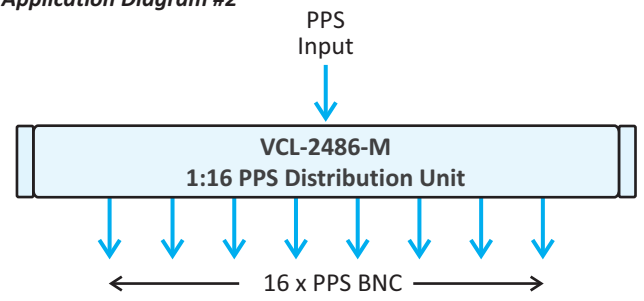 Application Diagram #2
PPS
Input
VCL-2486-M
1:16 PPS Distribution Unit
16 x PPS BNC